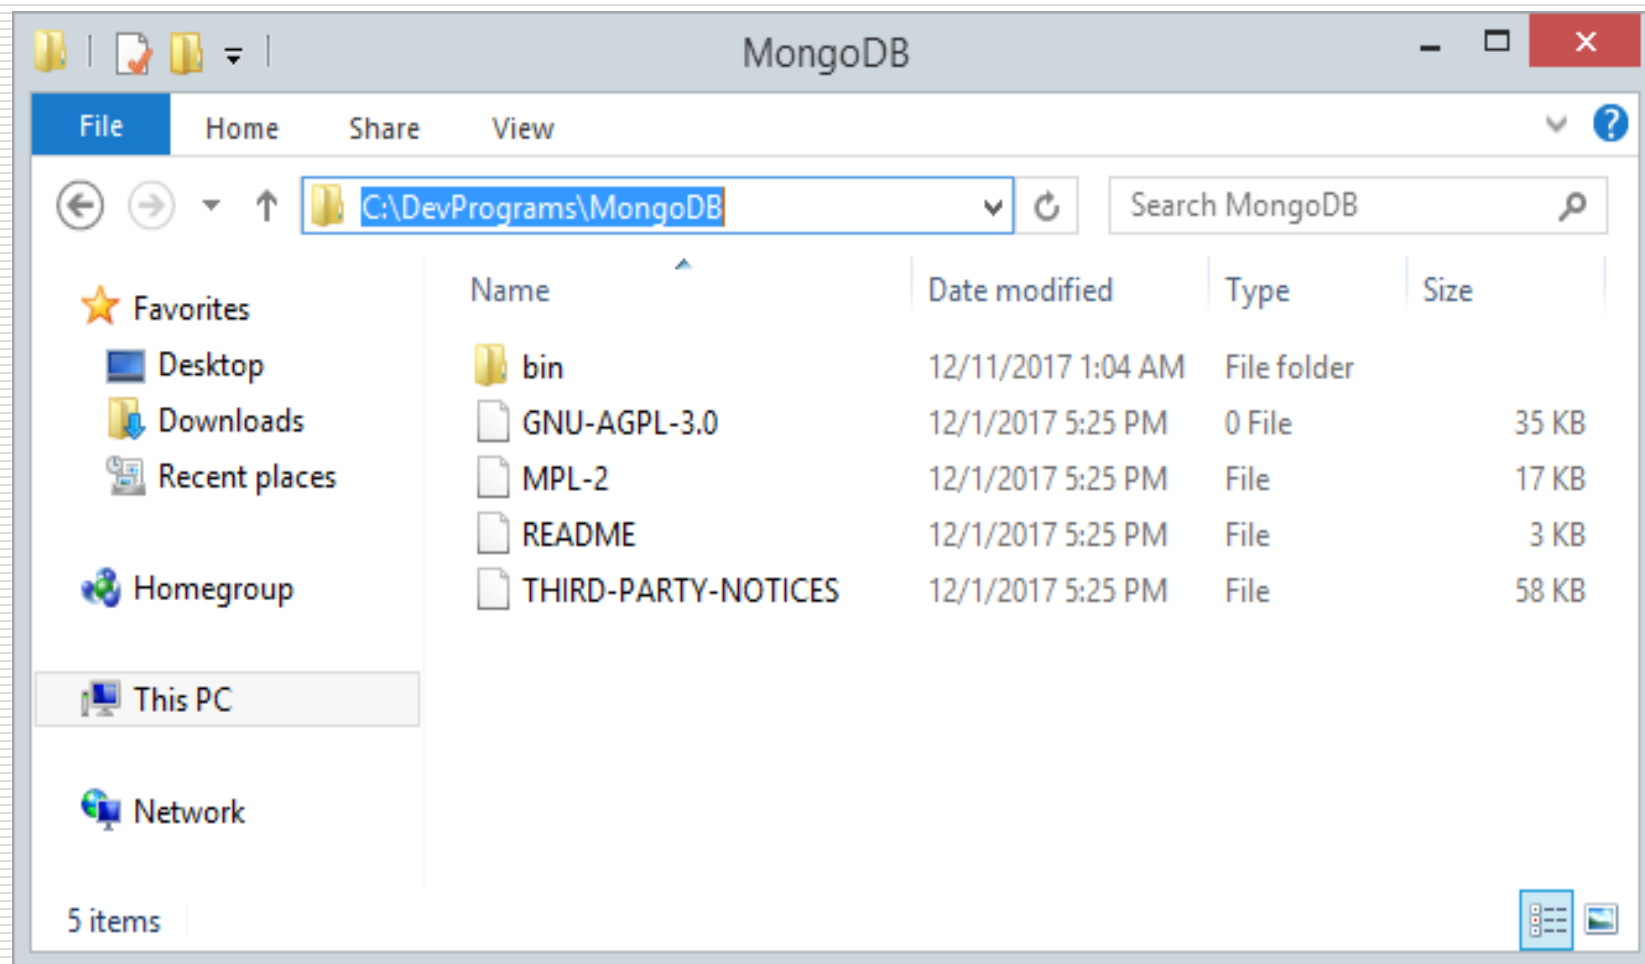 MongoDB
File Home Share View
C:\DevPrograms\MongoDB Search MongoDB
Name Date modified Type Size
Favorites
Desktop
Downloads
Recent places
Homegroup
This PC
Network
bin 12/11/2017 1:04 AM File folder
GNU-AGPL-3.0 12/1/2017 5:25 PM 0 File 35 KB
MPL-2 12/1/2017 5:25 PM File 17 KB
README 12/1/2017 5:25 PM File 3 KB
THIRD-PARTY-NOTICES 12/1/2017 5:25 PM File 58 KB
5 items